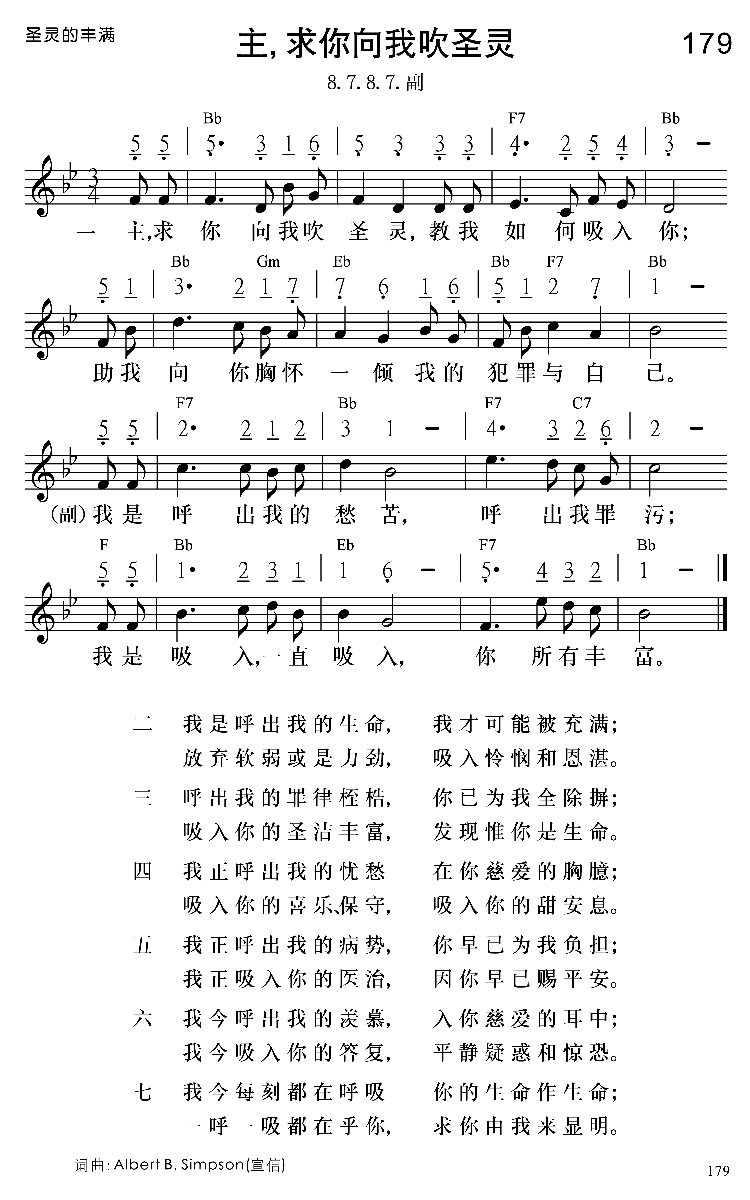 圣灵的丰满
主,求你向我吹圣灵
179
8.7.8.7.副
Bb F7 Bb
5 5 | 5· 3 1 6 | 5 3 3 3 | 4· 2 5 4 | 3 –
一 主,求 你 向我吹 圣 灵,教我 如 何吸入 你;
Bb Gm Eb Bb F7 Bb
5 1 | 3· 2 1 7 | 7 6 1 6 | 5 1 2 7 | 1 –
助我 向 你胸怀 一 倾我的 犯罪与 自 己。
F7 Bb F7 C7
5 5 | 2· 2 1 2 | 3 1 – | 4· 3 2 6 | 2 –
(副)我是 呼 出我的 愁 苦, 呼 出我罪 污;
F Bb Eb F7 Bb
5 5 | 1· 2 3 1 | 1 6 – | 5· 4 3 2 | 1 –
我是 吸 入,一直 吸 入, 你 所有丰 富。
二 我是呼出我的生命, 我才可能被充满;
放弃软弱或是力劲, 吸入怜悯和恩湛。
三 呼出我的罪律桎梏, 你已为我全除摒;
吸入你的圣洁丰富, 发现惟你是生命。
四 我正呼出我的忧愁 在你慈爱的胸臆;
吸入你的喜乐、保守, 吸入你的甜安息。
五 我正呼出我的病势, 你早已为我负担;
我正吸入你的医治, 因你早已赐平安。
六 我今呼出我的羡慕, 入你慈爱的耳中;
我今吸入你的答复, 平静疑惑和惊恐。
七 我今每刻都在呼吸 你的生命作生命;
一呼一吸都在乎你, 求你由我来显明。
词曲: Albert B. Simpson(宣信)
179